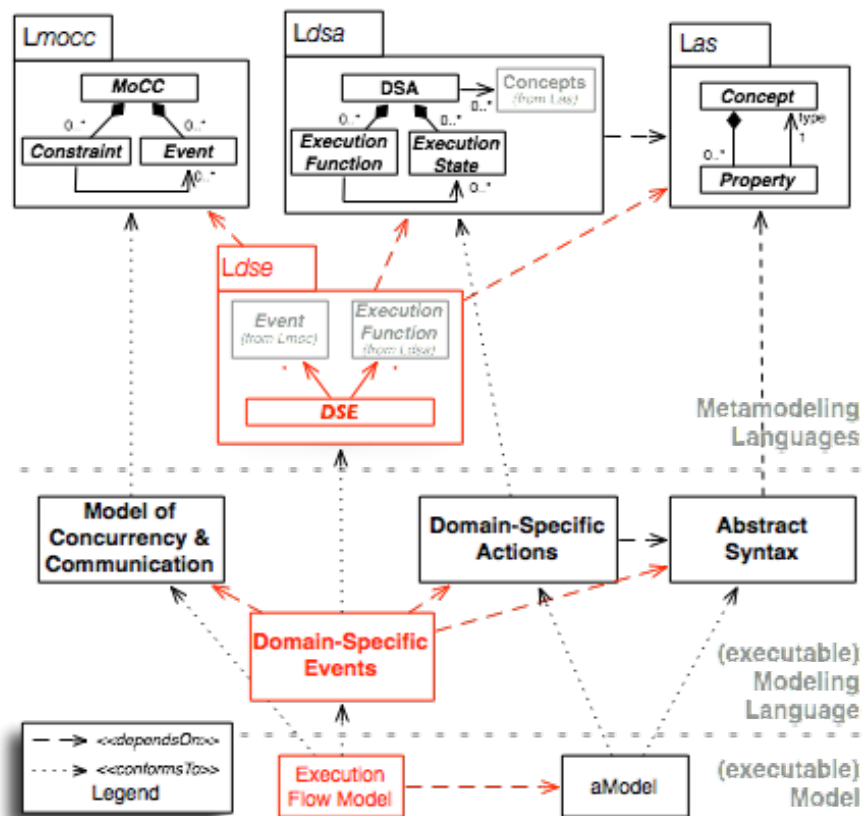 Lmocc
MoCC
0..*
0..*
Constraint
Event
0..*
Ldsa
DSA
0..*
Concepts
(from Las)
0..*
0..*
Execution
Function
Execution
State
0..*
Las
Concept
type
1
0..*
Property
Ldse
Event
(from Lmoc)
Execution
Function
(from Ldsa)
DSE
Metamodeling
Languages
Model of
Concurrency &
Communication
Domain-Specific
Actions
Abstract
Syntax
Domain-Specific
Events
(executable)
Modeling
Language
<<dependsOn>>
<<conformsTo>>
Legend
Execution
Flow Model
aModel
(executable)
Model